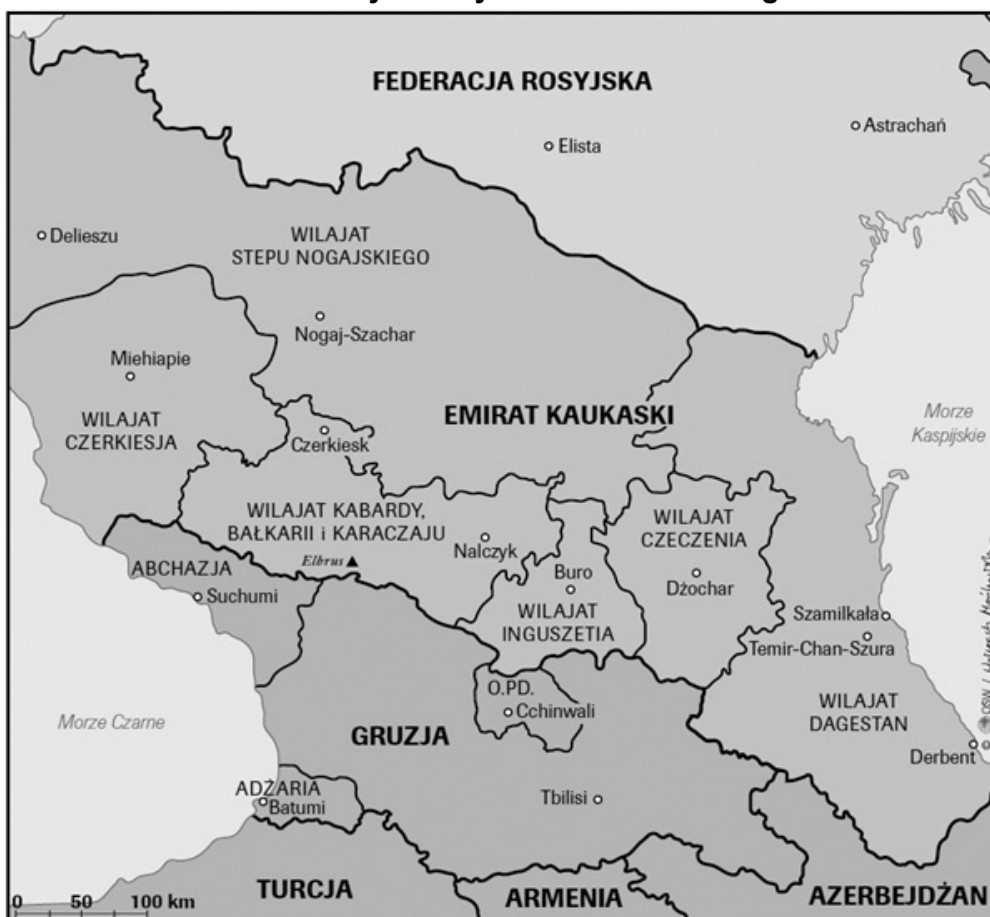 FEDERACJA ROSYJSKA
Astrachań
Elista
Delieszu
WILAJAT
STEPU NOGAJSKIEGO
Nogaj-Szachar
Miehiapie
WILAJAT
CZERKIESJA
EMIRAT KAUKASKI
Morze
Kaspijskie
Czerkiesk
WILAJAT KABARDY,
BAŁKARII i KARACZAJU
Elbrus
Nalczyk
WILAJAT
CZECZENIA
Dżochar
ABCHAZJA
Suchumi
Buro
WILAJAT
INGUSZETIA
Szamilkała
Temir-Chan-Szura
O.PD.
Cchinwali
WILAJAT
DAGESTAN
Morze Czarne
GRUZJA
Derbent
ADŻARIA
Batumi
Tbilisi
TURCJA
ARMENIA
AZERBEJDŻAN
0 50 100 km
OSW /